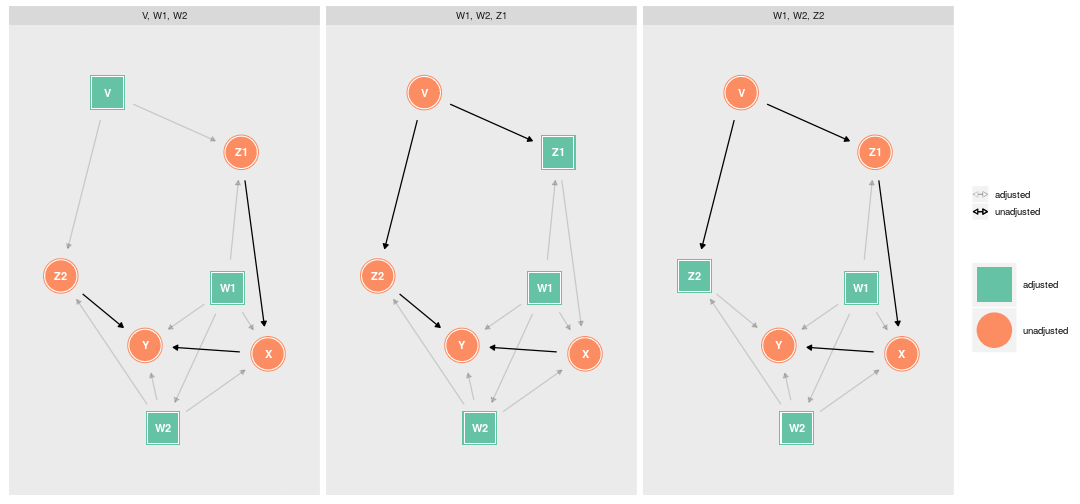 V, W1, W2
V
Z1
Z2
W1
Y
X
W2
W1, W2, Z1
V
Z1
Z2
W1
Y
X
W2
W1, W2, Z2
V
Z1
Z2
W1
Y
X
W2
adjusted
unadjusted
adjusted
unadjusted